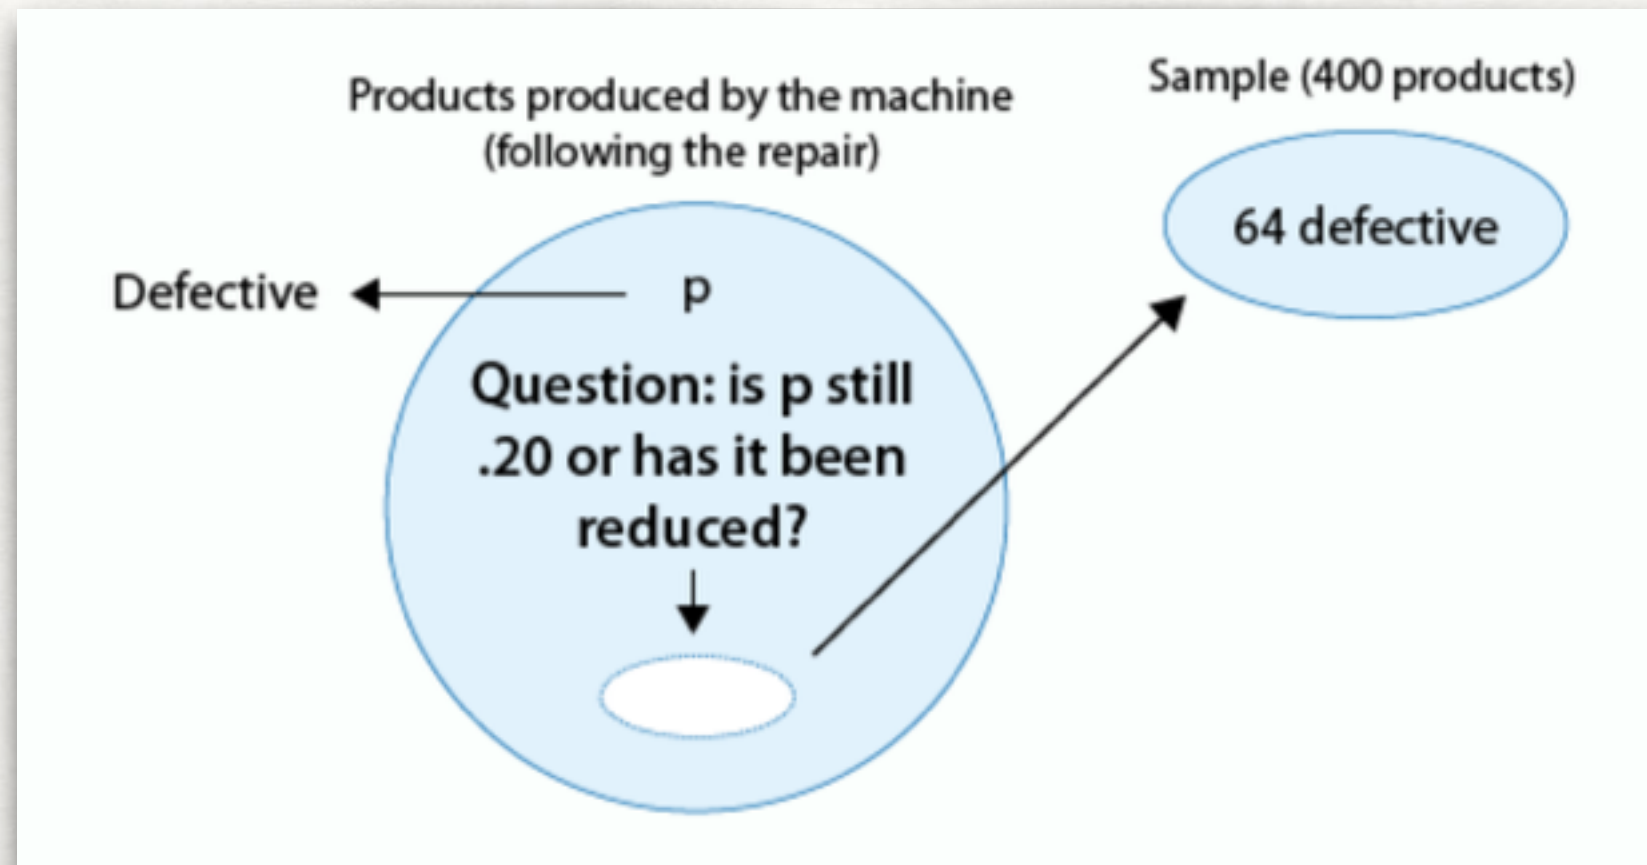 Products produced by the machine
(following the repair)
Sample (400 products)
64 defective
Defective
p
Question: is p still
.20 or has it been
reduced?